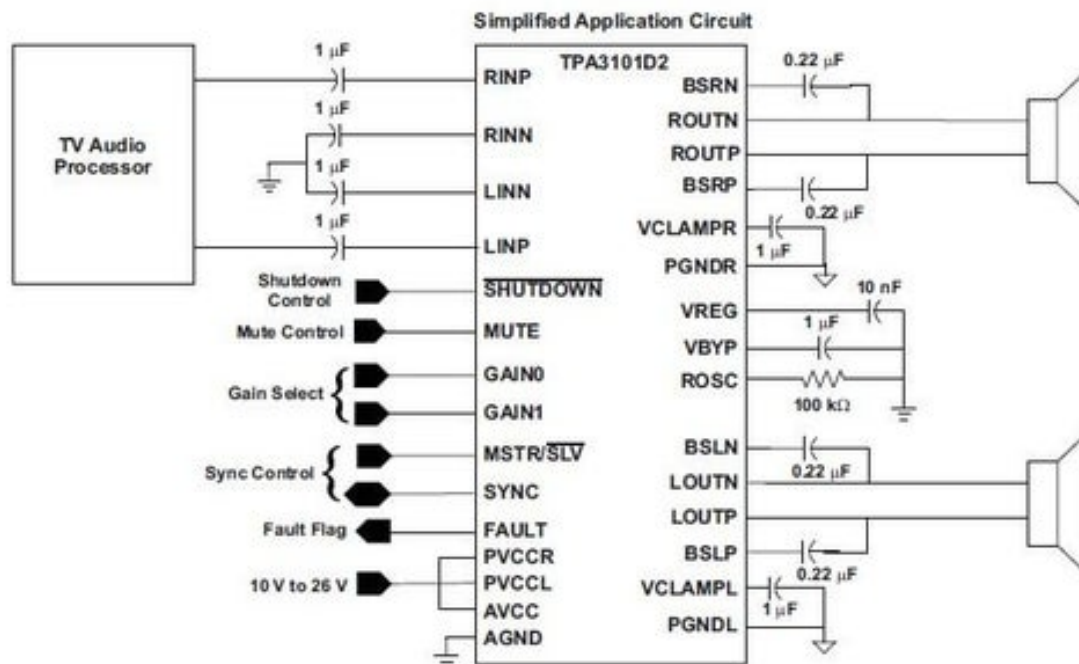 Simplified Application Circuit
TPA3101D2
TV Audio
Processor
1 μF
1 μF
1 μF
1 μF
RINP
RINN
LINN
LINP
Shutdown
Control
SHUTDOWN
Mute Control
MUTE
Gain Select
GAIN0
GAIN1
Sync Control
MSTR/SLV
SYNC
Fault Flag
FAULT
PVCCR
10 V to 26 V
PVCCL
AVCC
AGND
0.22 μF
BSRN
ROUTN
ROUTP
BSRP
0.22 μF
VCLAMPR
1 μF
PGNDR
10 nF
VREG
1 μF
VBYP
ROSC
100 kΩ
BSLN
0.22 μF
LOUTN
LOUTP
BSLP
0.22 μF
VCLAMPL
1 μF
PGNDL